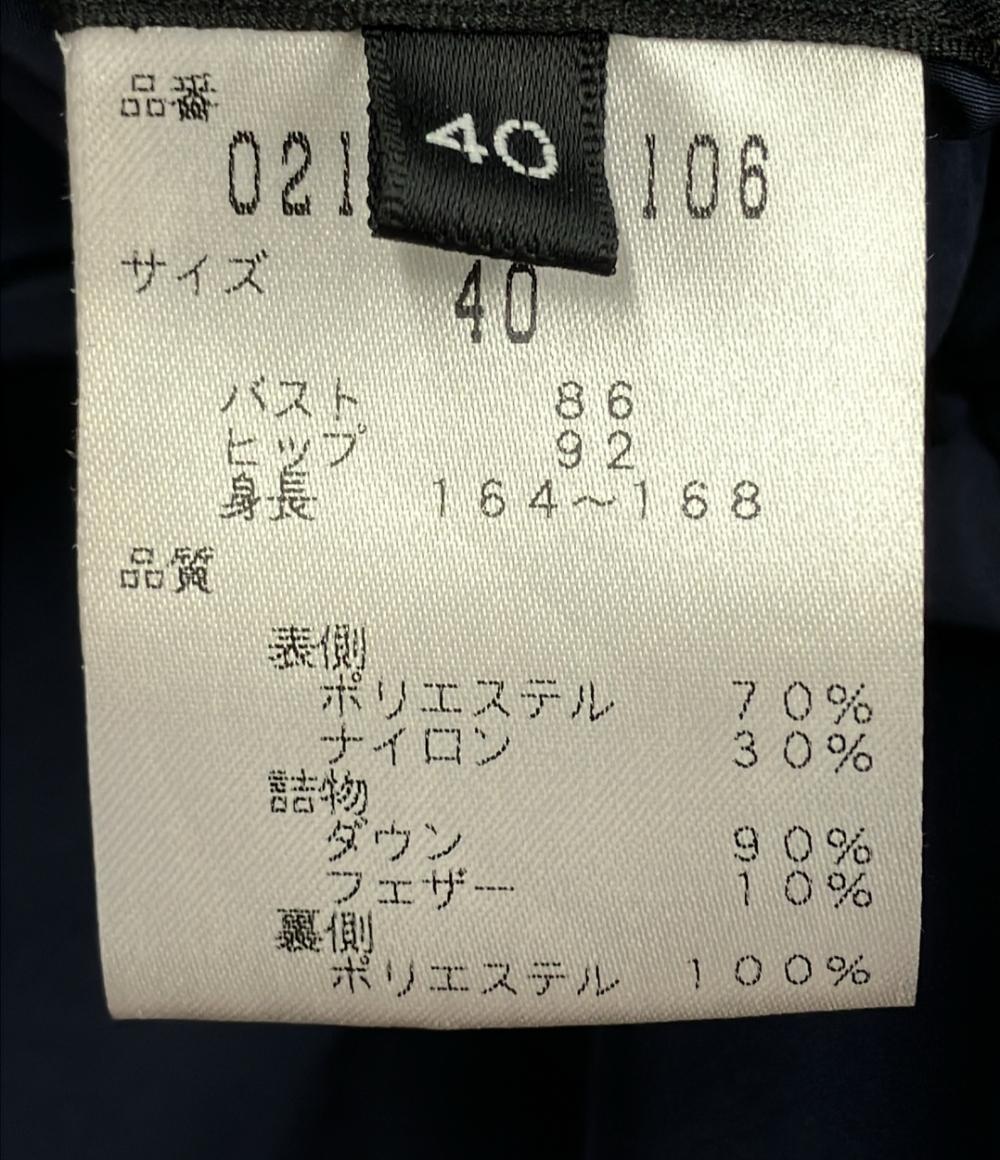 品番
021 106
40
サイズ 40
バスト 86
ヒップ 92
身長 164~168
品質
表側
ポリエステル 70%
ナイロン 30%
詰物
ダウン 90%
フェザー 10%
裏側
ポリエステル 100%